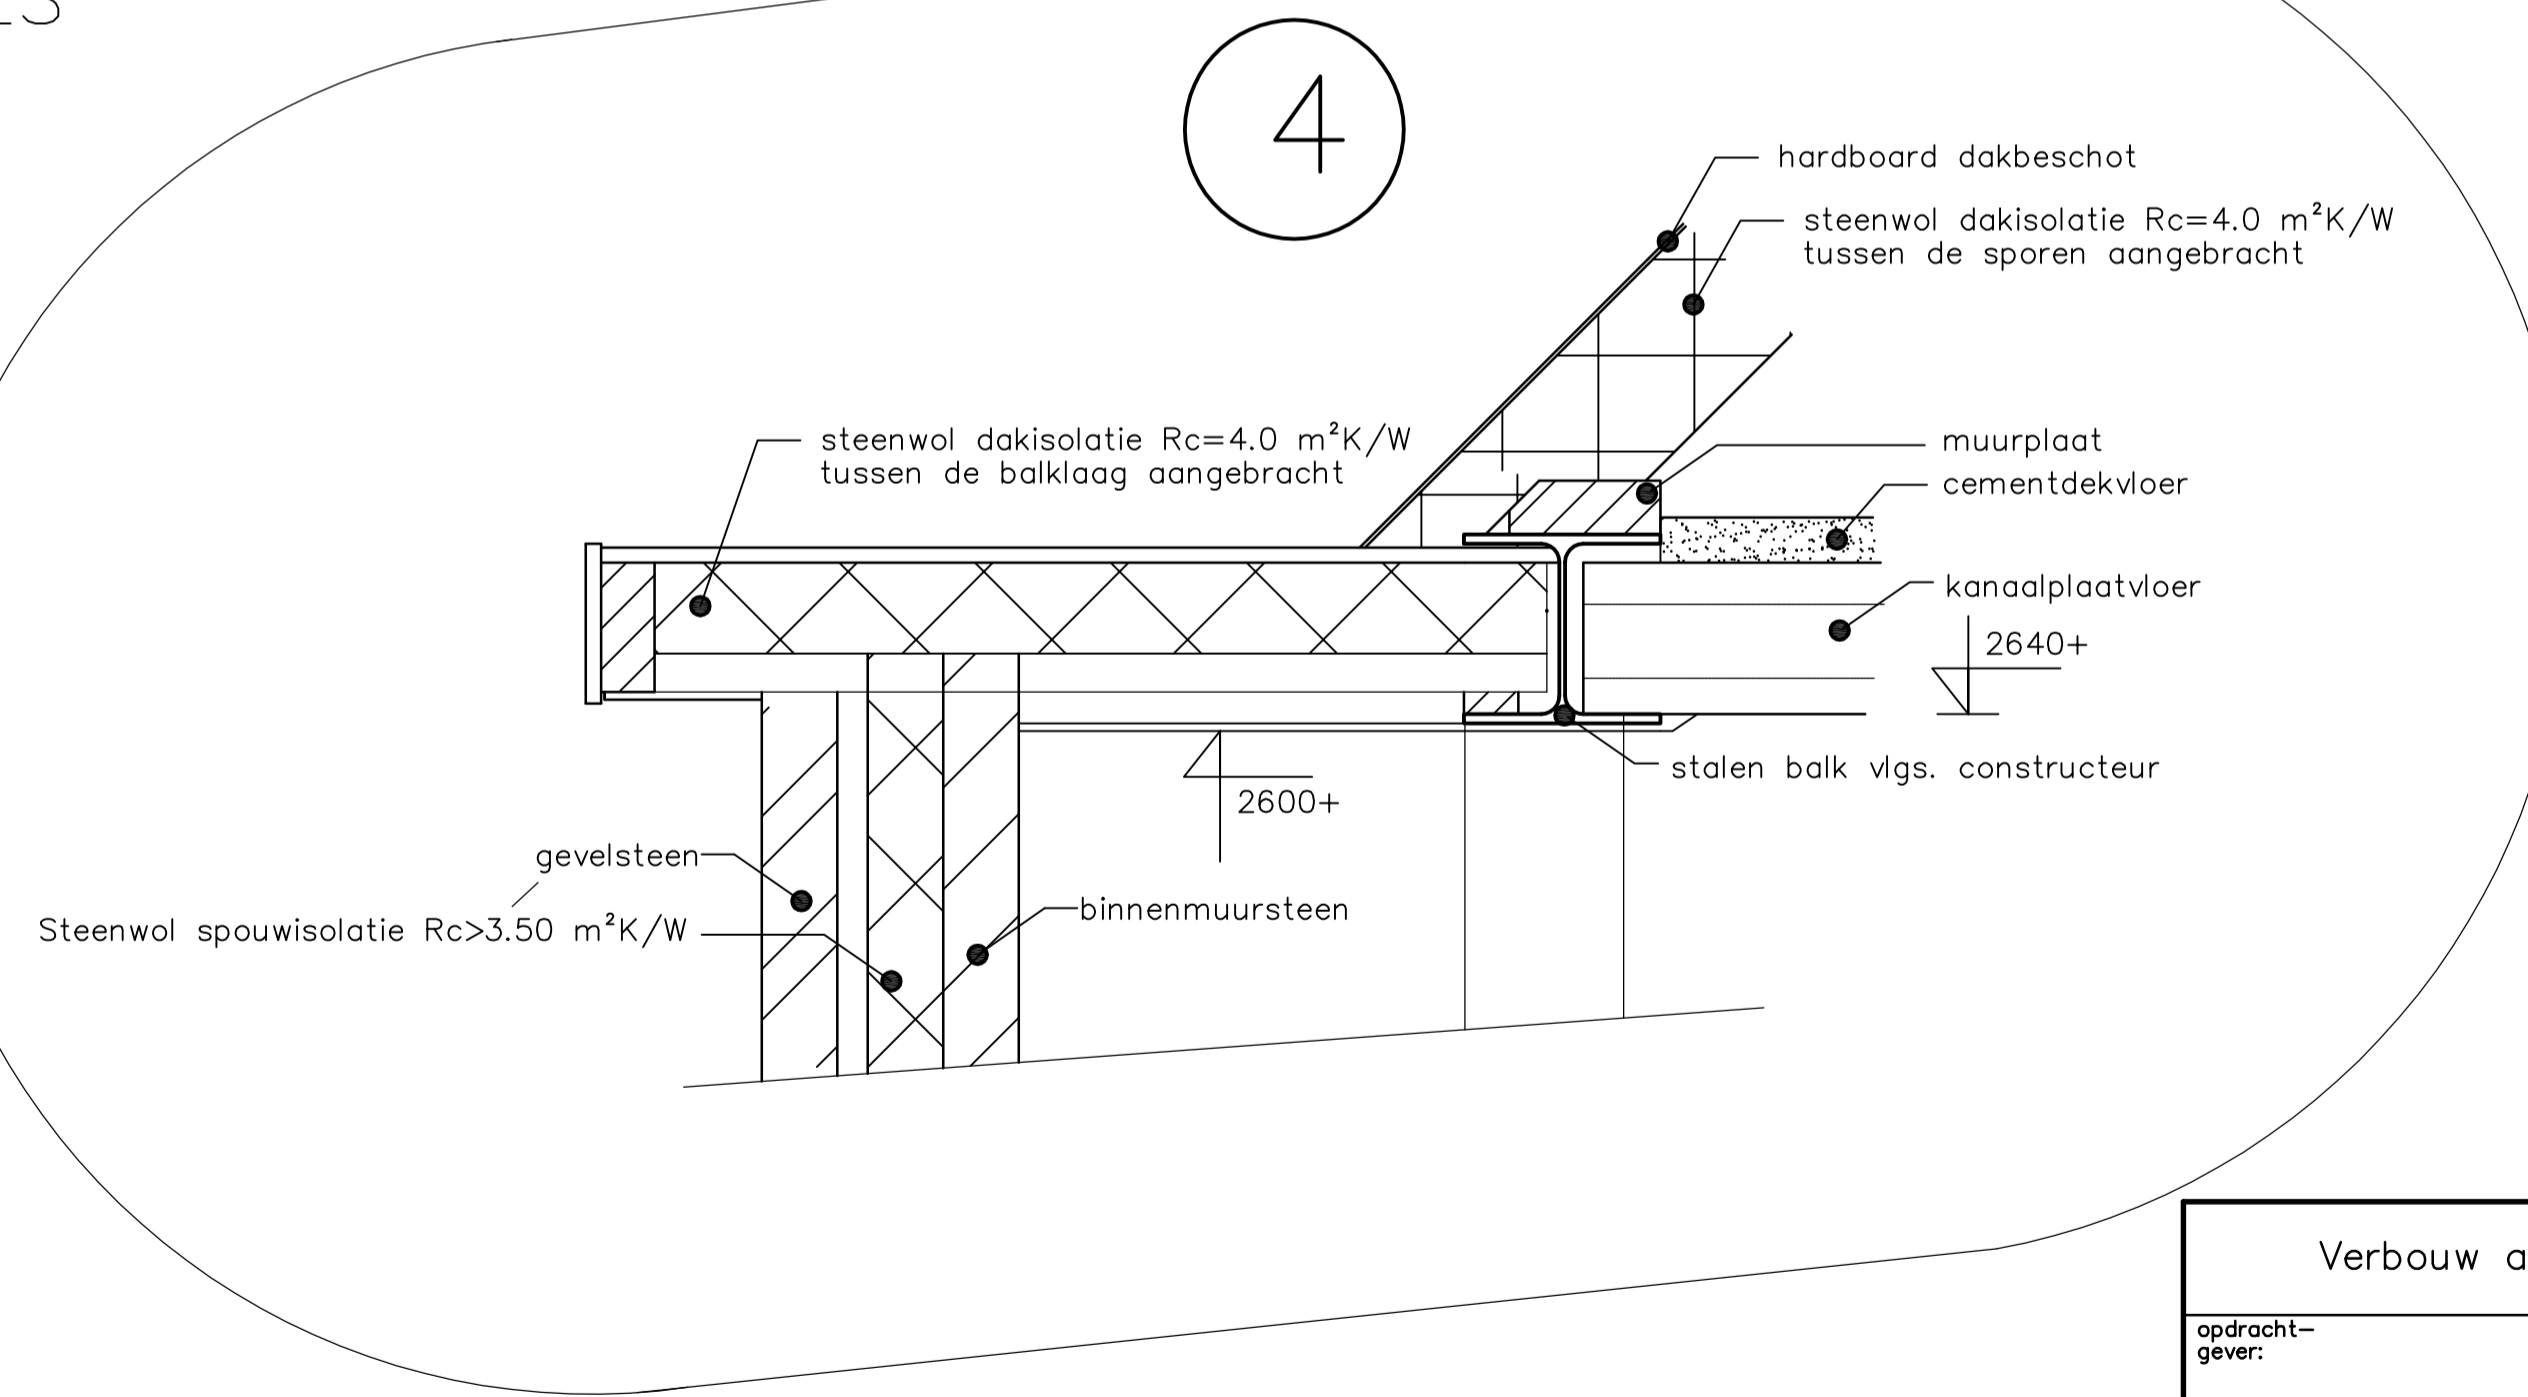 4
hardboard dakbeschot
steenwol dakisolatie Rc=4.0 m²K/W
tussen de sporen aangebracht
steenwol dakisolatie Rc=4.0 m²K/W
tussen de balklaag aangebracht
muurplaat
cementdekvloer
kanaalplaatvloer
2640+
stalen balk vlgs. constructeur
2600+
gevelsteen
Steenwol spouwisolatie Rc>3.50 m²K/W
binnenmuursteen
Verbouw
opdracht-
gever: